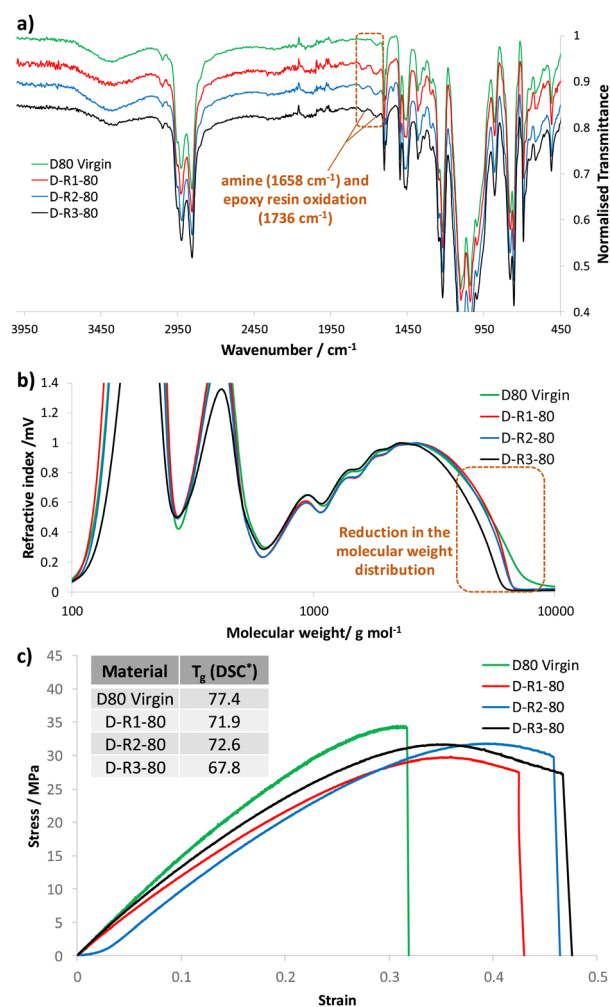 a)
1
0.9
0.8
0.7
0.6
0.5
0.4
Normalised Transmittance
D80 Virgin
D-R1-80
D-R2-80
D-R3-80
amine (1658 cm⁻¹) and
epoxy resin oxidation
(1736 cm⁻¹)
3950 3450 2950 2450 1950 1450 950 450
Wavenumber / cm⁻¹
b)
1.4
1.2
1
0.8
0.6
0.4
0.2
0
Refractive index /mV
D80 Virgin
D-R1-80
D-R2-80
D-R3-80
Reduction in the
molecular weight
distribution
100 1000 10000
Molecular weight/ g mol⁻¹
c)
Material Tg (DSC*)
D80 Virgin 77.4
D-R1-80 71.9
D-R2-80 72.6
D-R3-80 67.8
D80 Virgin
D-R1-80
D-R2-80
D-R3-80
45
40
35
30
25
20
15
10
5
0
Stress / MPa
0 0.1 0.2 0.3 0.4 0.5
Strain